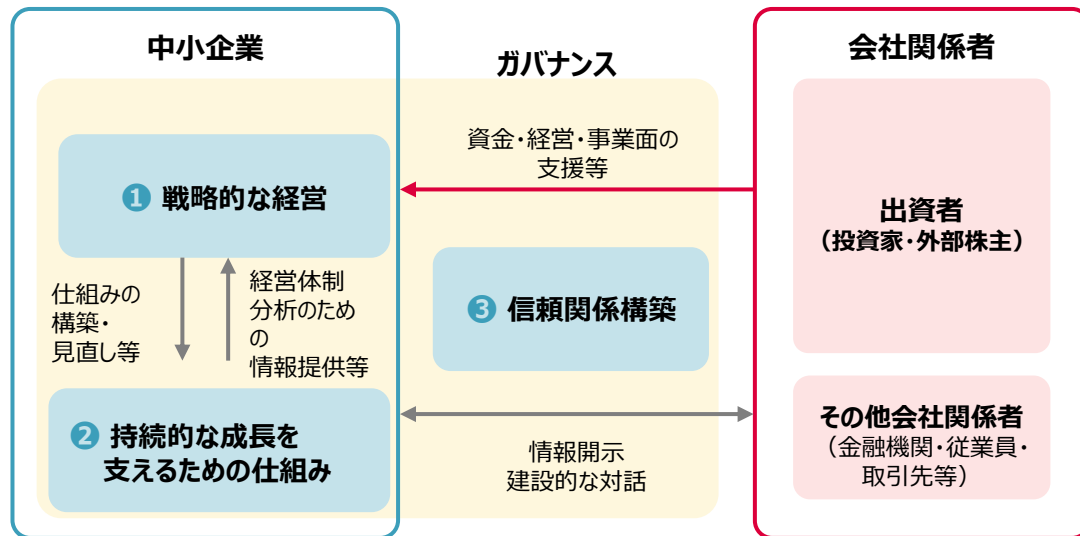 中小企業
ガバナンス
会社関係者
❶ 戦略的な経営
仕組みの
構築・
見直し等
経営体制
分析のため
の
情報提供等
❷ 持続的な成長を
支えるための仕組み
資金・経営・事業面の
支援等
❸ 信頼関係構築
情報開示
建設的な対話
出資者
（投資家・外部株主）
その他会社関係者
（金融機関・従業員・
取引先等）